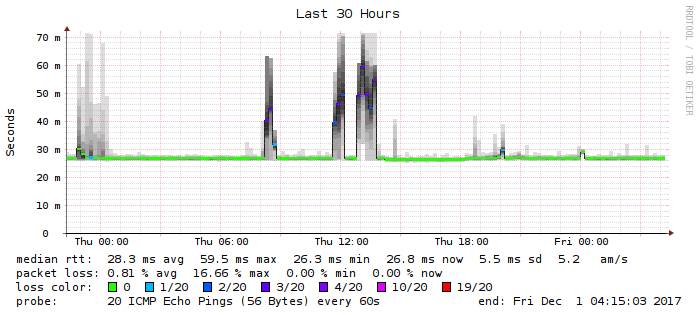 Last 30 Hours
RRDTOOL / TOBI OETIKER
Seconds
70 m
60 m
50 m
40 m
30 m
20 m
10 m
0
Thu 00:00 Thu 06:00 Thu 12:00 Thu 18:00 Fri 00:00
median rtt: 28.3 ms avg 59.5 ms max 26.3 ms min 26.8 ms now 5.5 ms sd 5.2 am/s
packet loss: 0.81 % avg 16.66 % max 0.00 % min 0.00 % now
loss color: 0 1/20 2/20 3/20 4/20 10/20 19/20
probe: 20 ICMP Echo Pings (56 Bytes) every 60s end: Fri Dec 1 04:15:03 2017